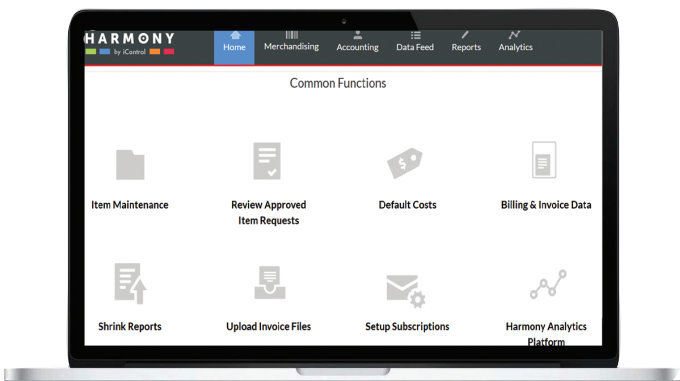 HARMONY
by iControl
Home Merchandising Accounting Data Feed Reports Analytics
Common Functions
Item Maintenance Review Approved Default Costs Billing & Invoice Data
Item Requests
Shrink Reports Upload Invoice Files Setup Subscriptions Harmony Analytics
Platform